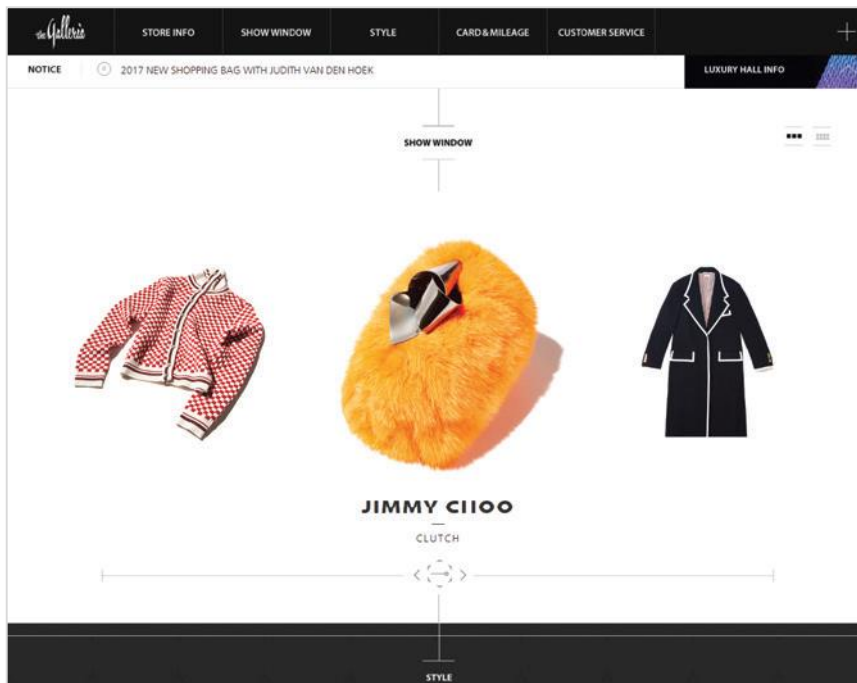 the Galleria
STORE INFO
SHOW WINDOW
STYLE
CARD & MILEAGE
CUSTOMER SERVICE
NOTICE
2017 NEW SHOPPING BAG WITH JUDITH VAN DEN HOEK
LUXURY HALL INFO
SHOW WINDOW
JIMMY CHOO
CLUTCH
STYLE